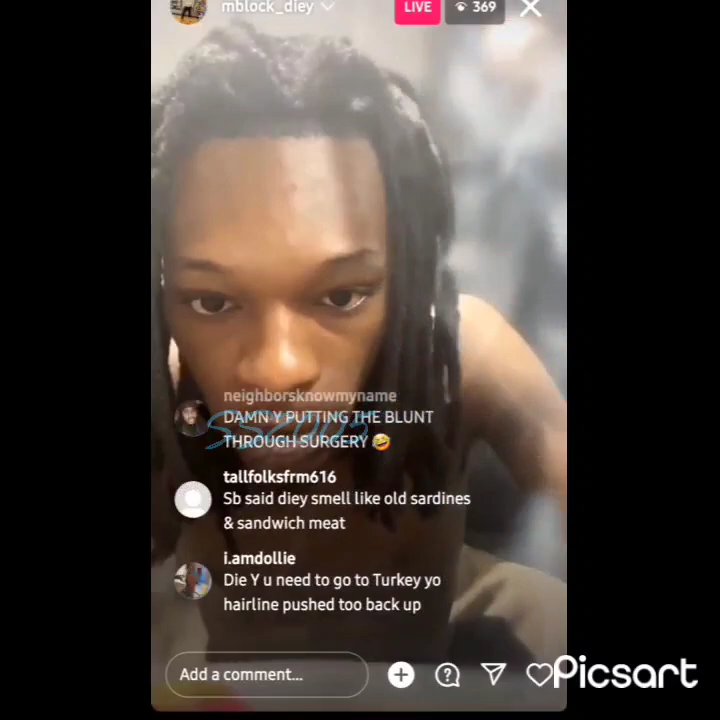 mblock_diey
LIVE
369
neighborsknowmyname
DAMN Y PUTTING THE BLUNT
THROUGH SURGERY 🤣
SS2005
tallfolksfrm616
Sb said diey smell like old sardines
& sandwich meat
i.amdollie
Die Y u need to go to Turkey yo
hairline pushed too back up
Add a comment...
Picsart